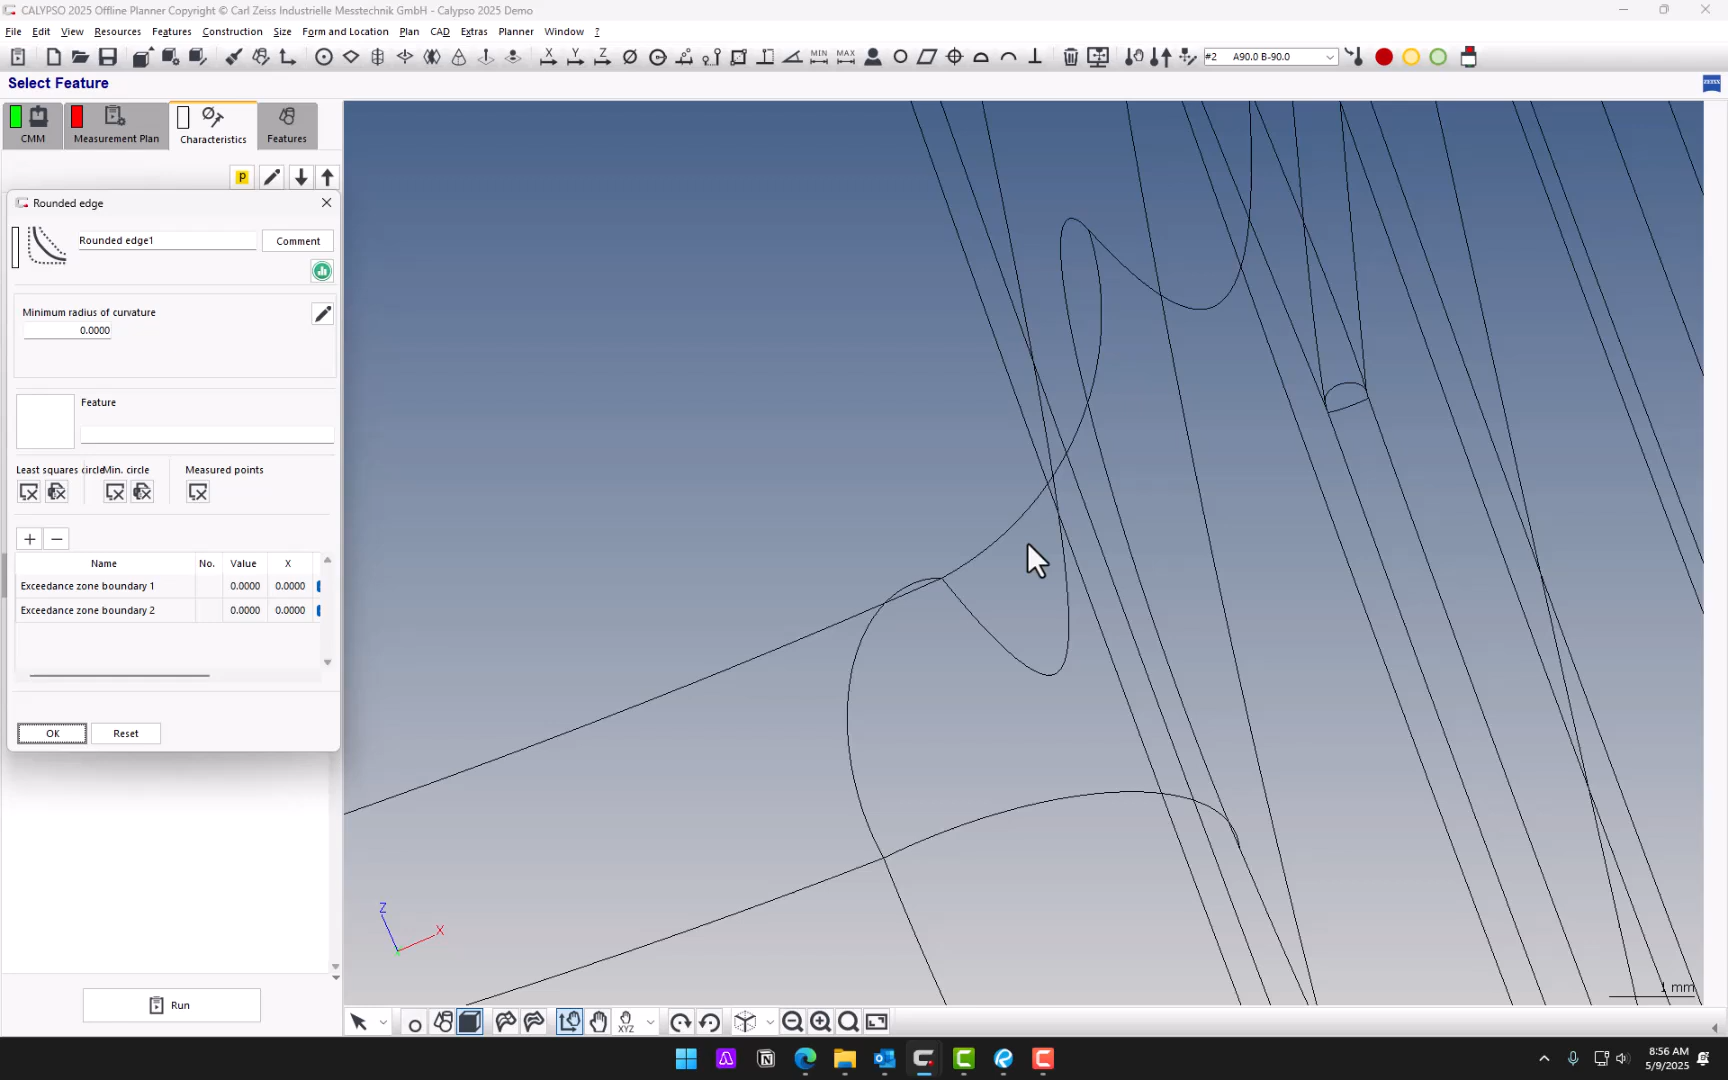 CALYPSO 2025 Offline Planner Copyright © Carl Zeiss Industrielle Messtechnik GmbH - Calypso 2025 Demo
File Edit View Resources Features Construction Size Form and Location Plan CAD Extras Planner Window ?
X Y Z MIN MAX #2 A90.0 B-90.0
Select Feature
ZEISS
CMM Measurement Plan Characteristics Features
P
Rounded edge
Rounded edge1 Comment
Minimum radius of curvature
0.0000
Feature
Least squares circle Min. circle Measured points
+ −
Name No. Value X
Exceedance zone boundary 1 0.0000 0.0000
Exceedance zone boundary 2 0.0000 0.0000
OK Reset
Z
X
1 mm
Run
XYZ
8:56 AM
5/9/2025